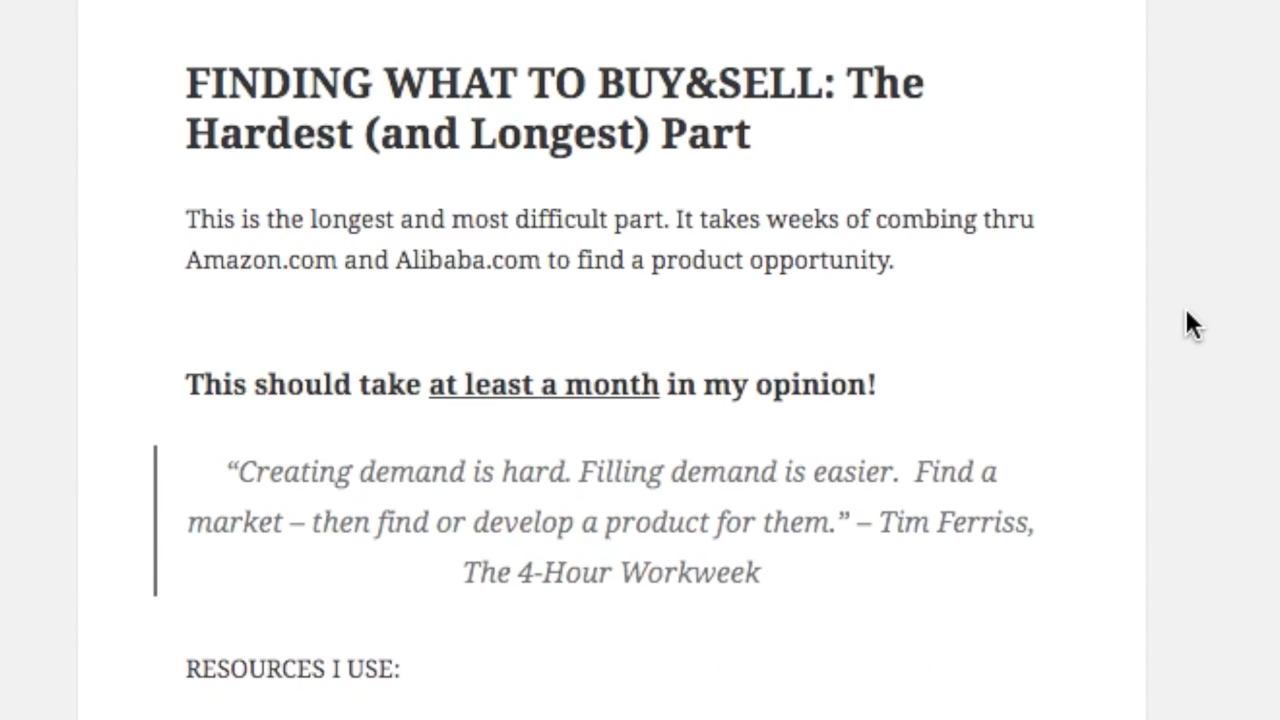 FINDING WHAT TO BUY&SELL: The
Hardest (and Longest) Part
This is the longest and most difficult part. It takes weeks of combing thru
Amazon.com and Alibaba.com to find a product opportunity.
This should take at least a month in my opinion!
“Creating demand is hard. Filling demand is easier.  Find a
market – then find or develop a product for them.” – Tim Ferriss,
The 4-Hour Workweek
RESOURCES I USE: